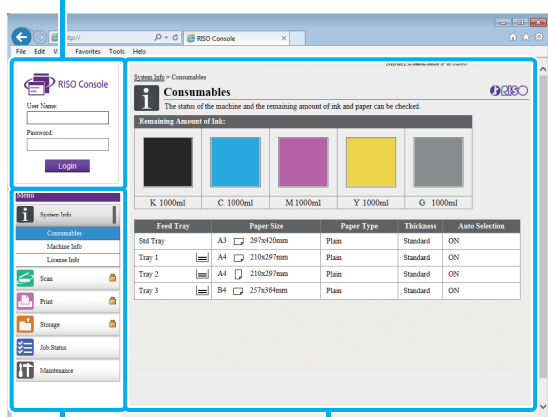 http://
RISO Console
File Edit Favorites Tools Help
RISO Console
User Name:
Password:
Login
Menu
System Info
Consumables
Machine Info
License Info
Scan
Print
Storage
Job Status
Maintenance
System Info > Consumables
Consumables
RISO
The status of the machine and the remaining amount of ink and paper can be checked.
Remaining Amount of Ink:
K 1000ml C 1000ml M 1000ml Y 1000ml G 1000ml
Feed Tray Paper Size Paper Type Thickness Auto Selection
Std Tray A3 297x420mm Plain Standard ON
Tray 1 A4 210x297mm Plain Standard ON
Tray 2 A4 210x297mm Plain Standard ON
Tray 3 B4 257x364mm Plain Standard ON